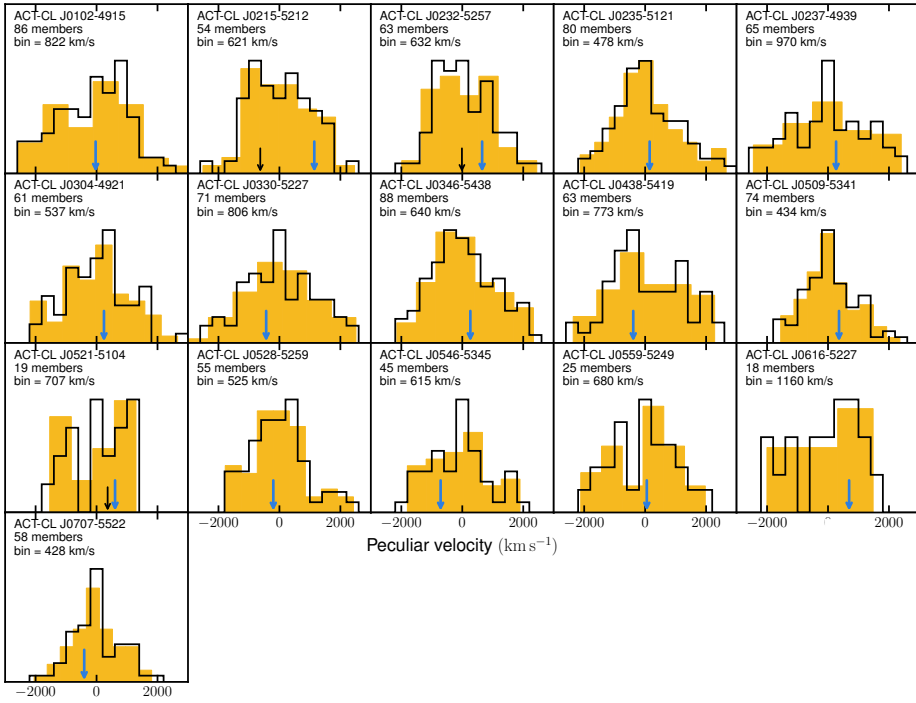 ACT-CL J0102-4915
86 members
bin = 822 km/s
ACT-CL J0215-5212
54 members
bin = 621 km/s
ACT-CL J0232-5257
63 members
bin = 632 km/s
ACT-CL J0235-5121
80 members
bin = 478 km/s
ACT-CL J0237-4939
65 members
bin = 970 km/s
ACT-CL J0304-4921
61 members
bin = 537 km/s
ACT-CL J0330-5227
71 members
bin = 806 km/s
ACT-CL J0346-5438
88 members
bin = 640 km/s
ACT-CL J0438-5419
63 members
bin = 773 km/s
ACT-CL J0509-5341
74 members
bin = 434 km/s
ACT-CL J0521-5104
19 members
bin = 707 km/s
ACT-CL J0528-5259
55 members
bin = 525 km/s
ACT-CL J0546-5345
45 members
bin = 615 km/s
ACT-CL J0559-5249
25 members
bin = 680 km/s
ACT-CL J0616-5227
18 members
bin = 1160 km/s
−2000 0 2000
−2000 0 2000
−2000 0 2000
−2000 2000
Peculiar velocity (km s⁻¹)
ACT-CL J0707-5522
58 members
bin = 428 km/s
−2000 0 2000